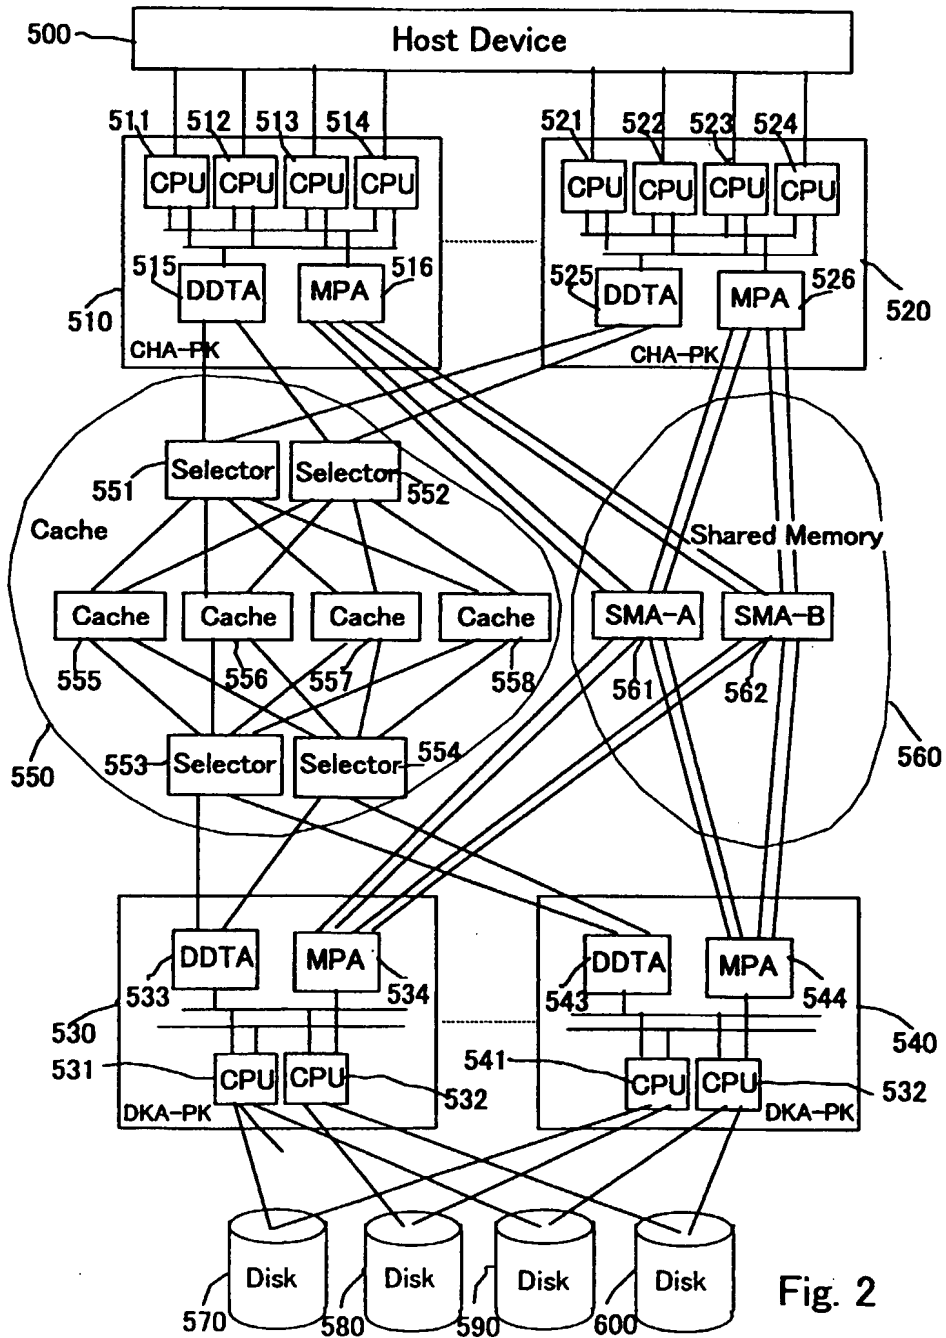 500
Host Device
511
512
513
514
521
522
523
524
CPU
CPU
CPU
CPU
CPU
CPU
CPU
CPU
515
516
525
526
DDTA
MPA
DDTA
MPA
510
520
CHA-PK
CHA-PK
551
Selector
Selector
552
Cache
Shared Memory
Cache
Cache
Cache
Cache
SMA-A
SMA-B
555
556
557
558
561
562
550
553
Selector
Selector
554
560
DDTA
MPA
DDTA
MPA
533
534
543
544
530
540
531
CPU
CPU
532
541
CPU
CPU
532
DKA-PK
DKA-PK
Disk
Disk
Disk
Disk
570
580
590
600
Fig. 2